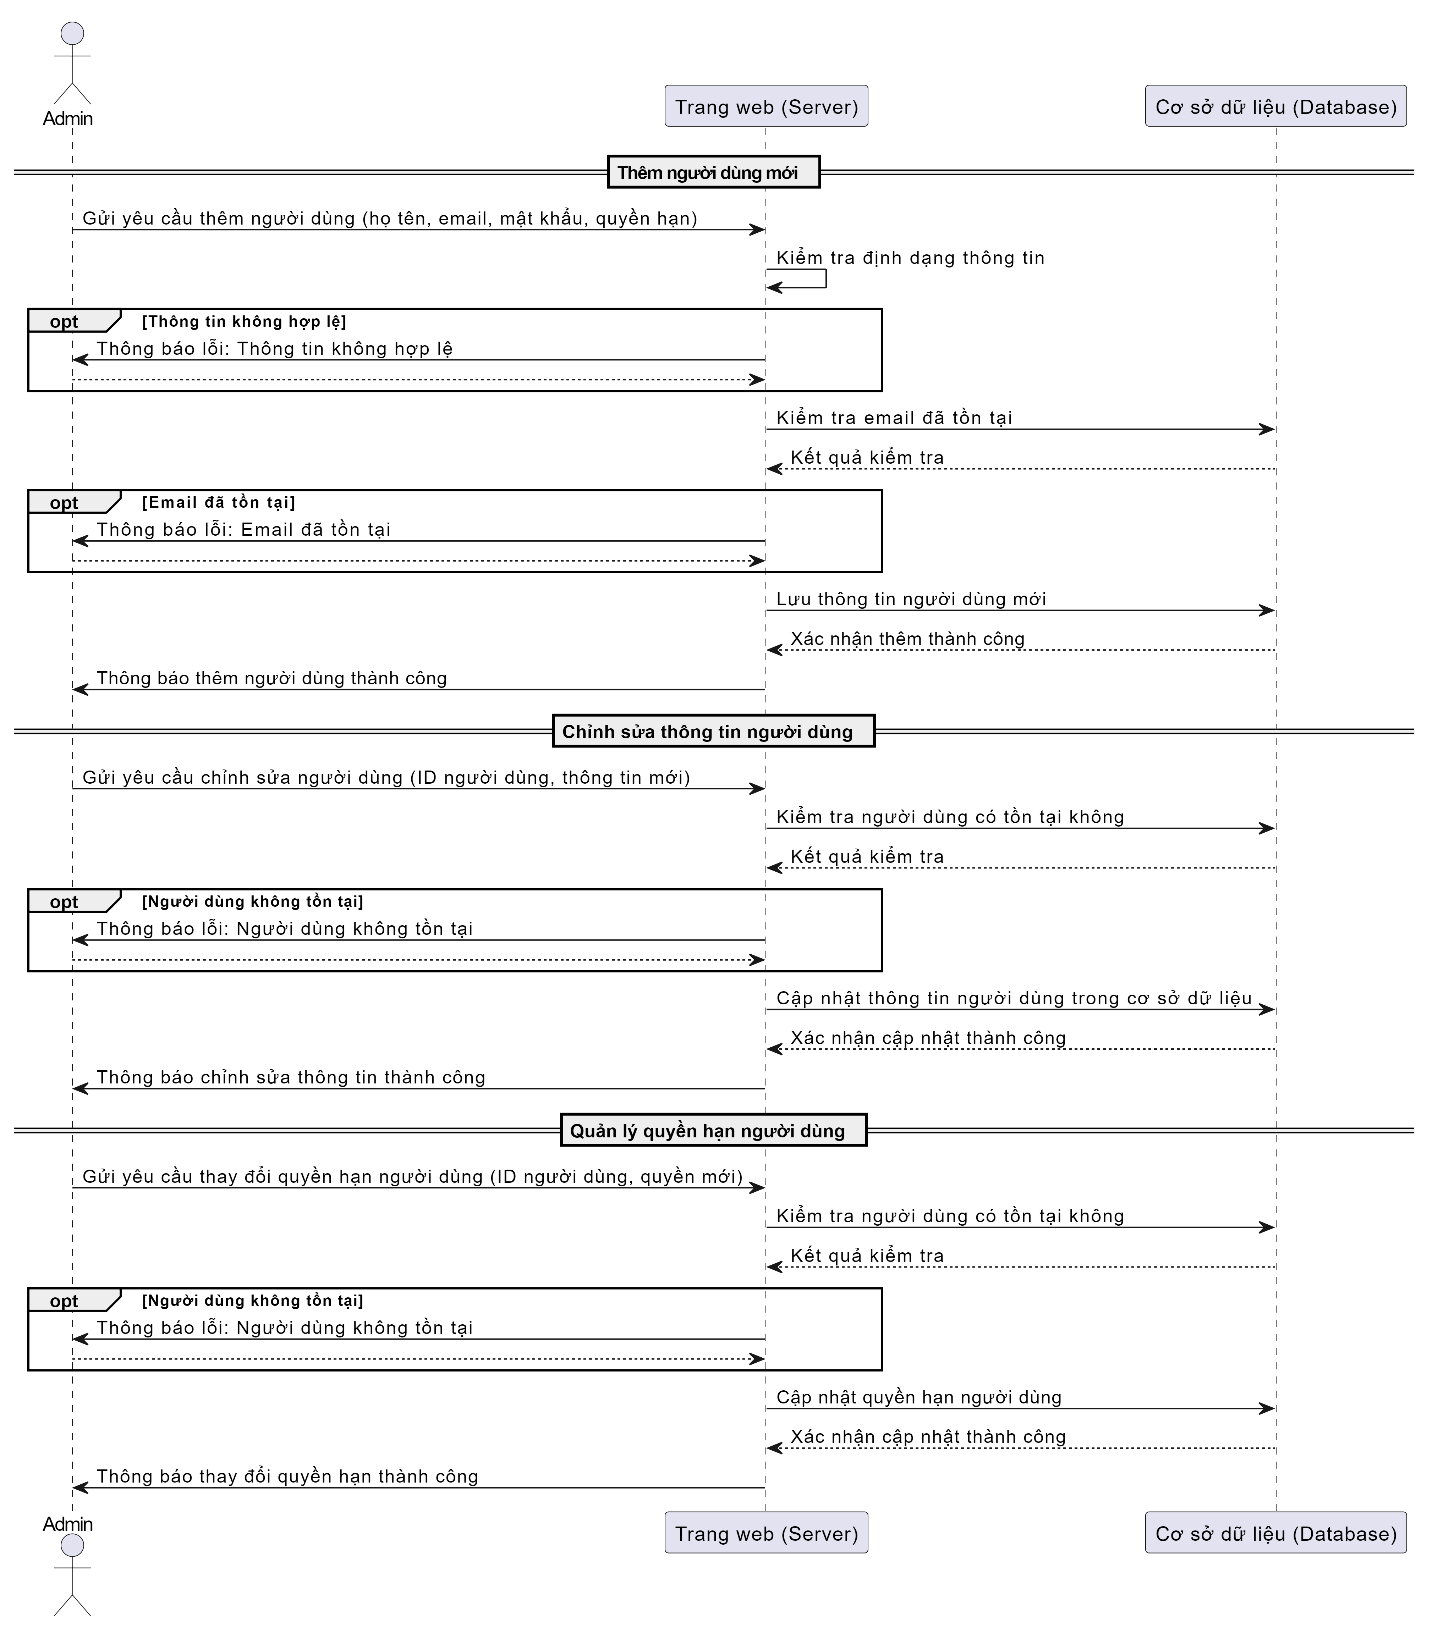 Admin
Trang web (Server)
Cơ sở dữ liệu (Database)
Thêm người dùng mới
Gửi yêu cầu thêm người dùng (họ tên, email, mật khẩu, quyền hạn)
Kiểm tra định dạng thông tin
opt [Thông tin không hợp lệ]
Thông báo lỗi: Thông tin không hợp lệ
Kiểm tra email đã tồn tại
Kết quả kiểm tra
opt [Email đã tồn tại]
Thông báo lỗi: Email đã tồn tại
Lưu thông tin người dùng mới
Xác nhận thêm thành công
Thông báo thêm người dùng thành công
Chỉnh sửa thông tin người dùng
Gửi yêu cầu chỉnh sửa người dùng (ID người dùng, thông tin mới)
Kiểm tra người dùng có tồn tại không
Kết quả kiểm tra
opt [Người dùng không tồn tại]
Thông báo lỗi: Người dùng không tồn tại
Cập nhật thông tin người dùng trong cơ sở dữ liệu
Xác nhận cập nhật thành công
Thông báo chỉnh sửa thông tin thành công
Quản lý quyền hạn người dùng
Gửi yêu cầu thay đổi quyền hạn người dùng (ID người dùng, quyền mới)
Kiểm tra người dùng có tồn tại không
Kết quả kiểm tra
opt [Người dùng không tồn tại]
Thông báo lỗi: Người dùng không tồn tại
Cập nhật quyền hạn người dùng
Xác nhận cập nhật thành công
Thông báo thay đổi quyền hạn thành công
Admin
Trang web (Server)
Cơ sở dữ liệu (Database)